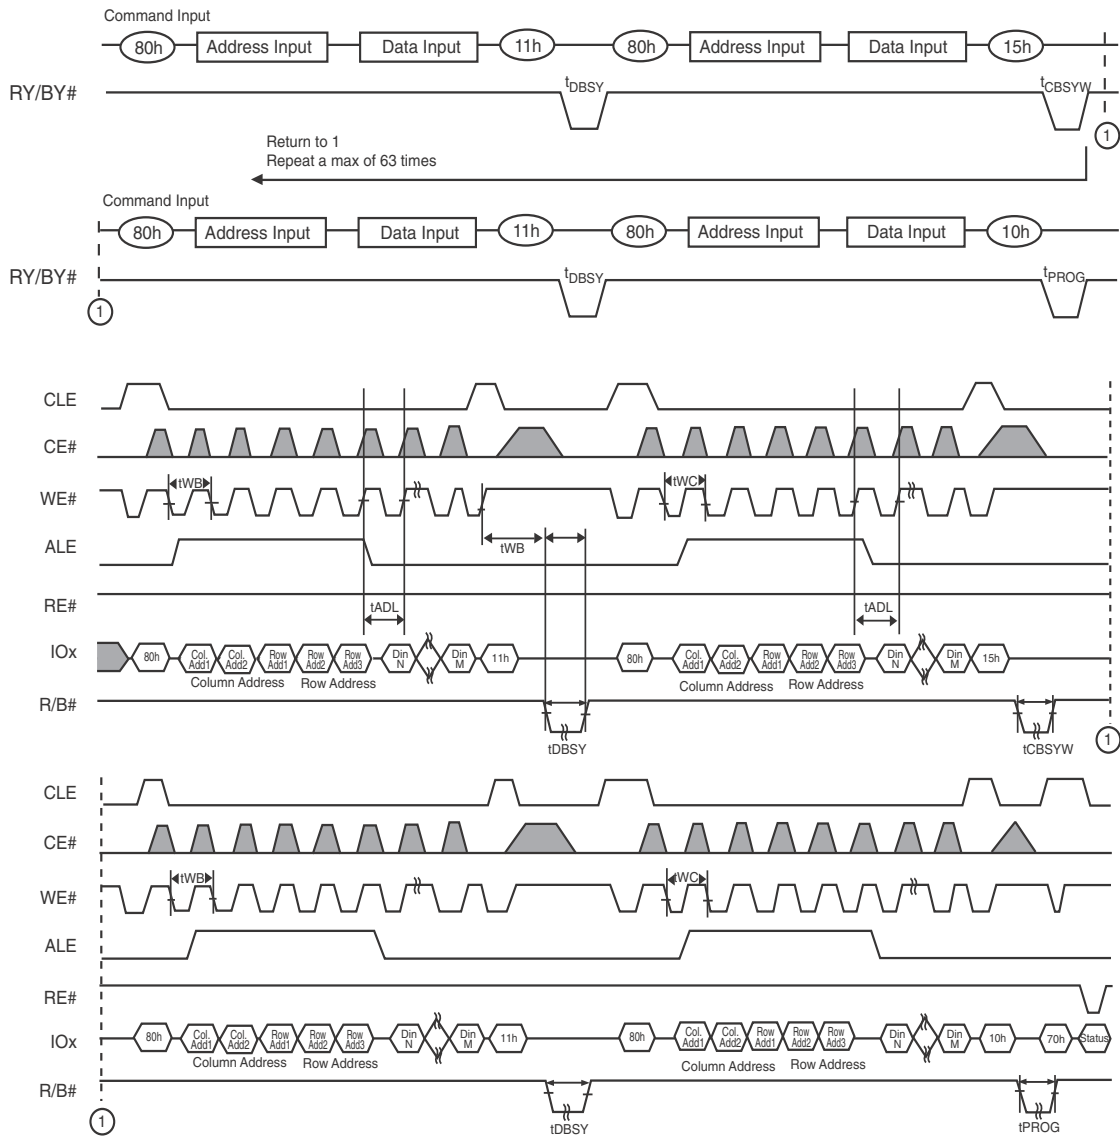 Command Input
80h Address Input Data Input 11h 80h Address Input Data Input 15h
RY/BY# tDBSY tCBSYW
1
Return to 1
Repeat a max of 63 times
Command Input
80h Address Input Data Input 11h 80h Address Input Data Input 10h
RY/BY# tDBSY tPROG
1
CLE
CE#
WE# tWB tWC
ALE tWB
RE#
tADL tADL
IOx 80h Col. Add1 Col. Add2 Row Add1 Row Add2 Row Add3 Din N Din M 11h 80h Col. Add1 Col. Add2 Row Add1 Row Add2 Row Add3 Din N Din M 15h
Column Address Row Address Column Address Row Address
R/B#
tDBSY tCBSYW 1
CLE
CE#
WE# tWB tWC
ALE
RE#
IOx 80h Col. Add1 Col. Add2 Row Add1 Row Add2 Row Add3 Din N Din M 11h 80h Col. Add1 Col. Add2 Row Add1 Row Add2 Row Add3 Din N Din M 10h 70h Status
Column Address Row Address Column Address Row Address
R/B#
1 tDBSY tPROG